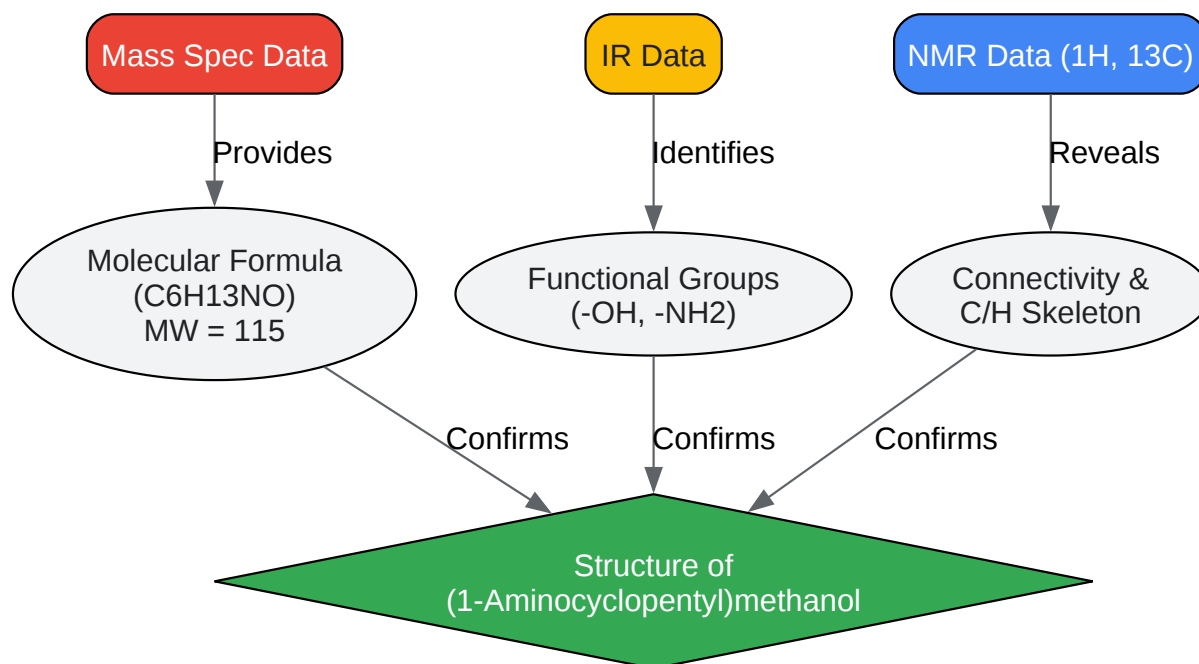 Mass Spec Data
IR Data
NMR Data (1H, 13C)
Provides
Identifies
Reveals
Molecular Formula
(C6H13NO)
MW = 115
Functional Groups
(-OH, -NH2)
Connectivity &
C/H Skeleton
Confirms
Confirms
Confirms
Structure of
(1-Aminocyclopentyl)methanol